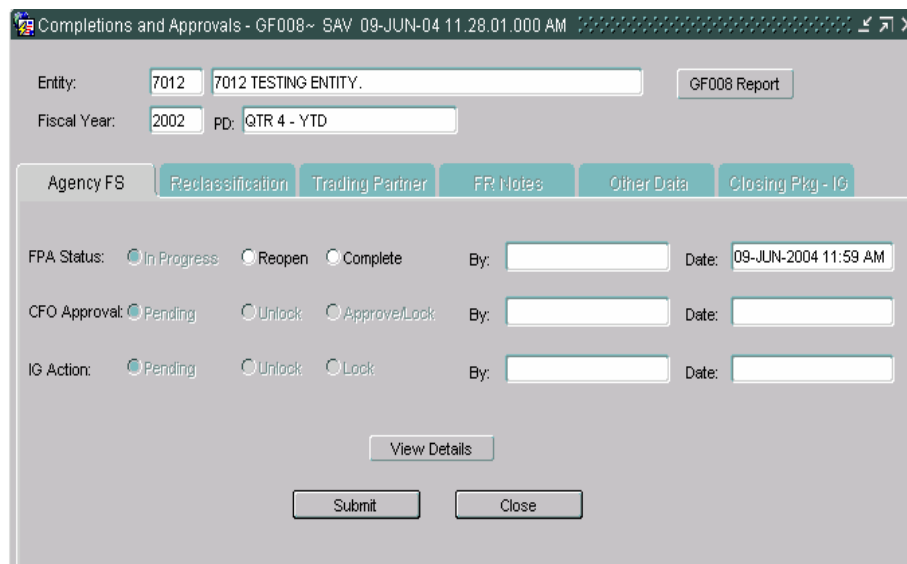 Completions and Approvals - GF008~ SAV 09-JUN-04 11.28.01.000 AM
Entity: 7012 7012 TESTING ENTITY. GF008 Report
Fiscal Year: 2002 PD: QTR 4 - YTD
Agency FS Reclassification Trading Partner FR Notes Other Data Closing Pkg - IG
FPA Status: In Progress Reopen Complete By: Date: 09-JUN-2004 11:59 AM
CFO Approval: Pending Unlock Approve/Lock By: Date:
IG Action: Pending Unlock Lock By: Date:
View Details
Submit Close